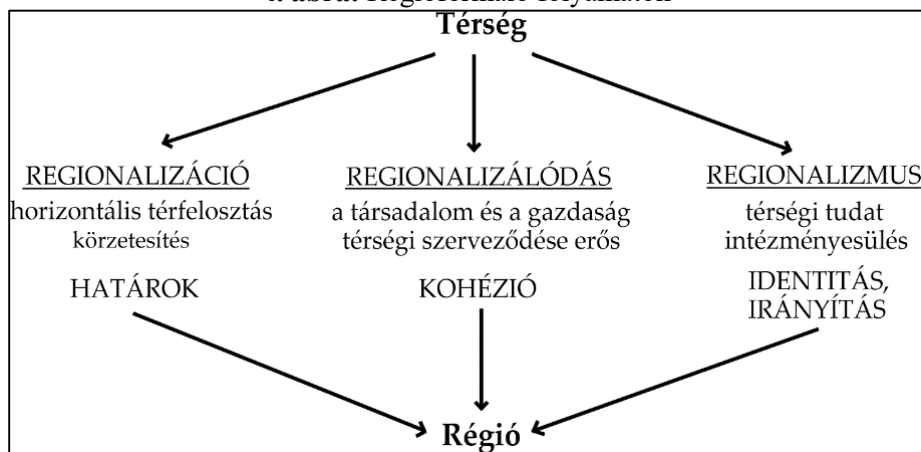 Térség
REGIONALIZÁCIÓ
horizontális térfelosztás
körzetesítés
HATÁROK
REGIONALIZÁLÓDÁS
a társadalom és a gazdaság
térségi szerveződése erős
KOHÉZIÓ
REGIONALIZMUS
térségi tudat
intézményesülés
IDENTITÁS,
IRÁNYÍTÁS
Régió